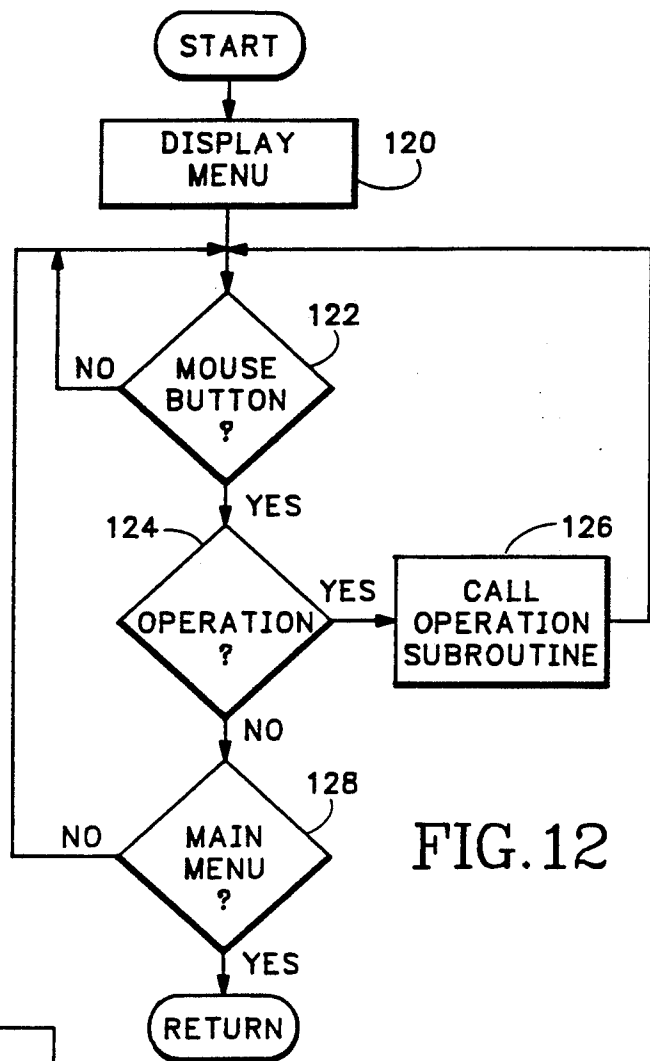 START
DISPLAY
MENU
120
122
NO
MOUSE
BUTTON
?
YES
124
126
OPERATION
?
YES
CALL
OPERATION
SUBROUTINE
NO
128
NO
MAIN
MENU
?
FIG.12
YES
RETURN